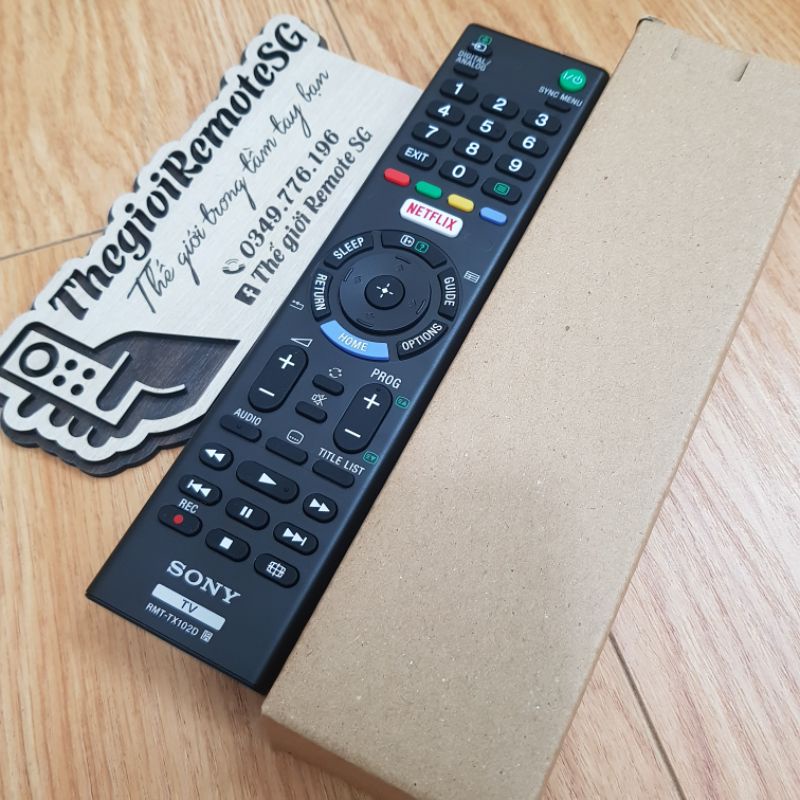 ThegioiRemoteSG
Thế giới trong tầm tay bạn
0349.776.196
Thế giới Remote SG
DIGITAL/
ANALOG
I/
SYNC MENU
1 2 3
4 5 6
7 8 9
EXIT 0
NETFLIX
SLEEP
?
RETURN
GUIDE
HOME
OPTIONS
+ PROG
- +
-
AUDIO
TITLE LIST
REC
SONY
TV
RMT-TX102D